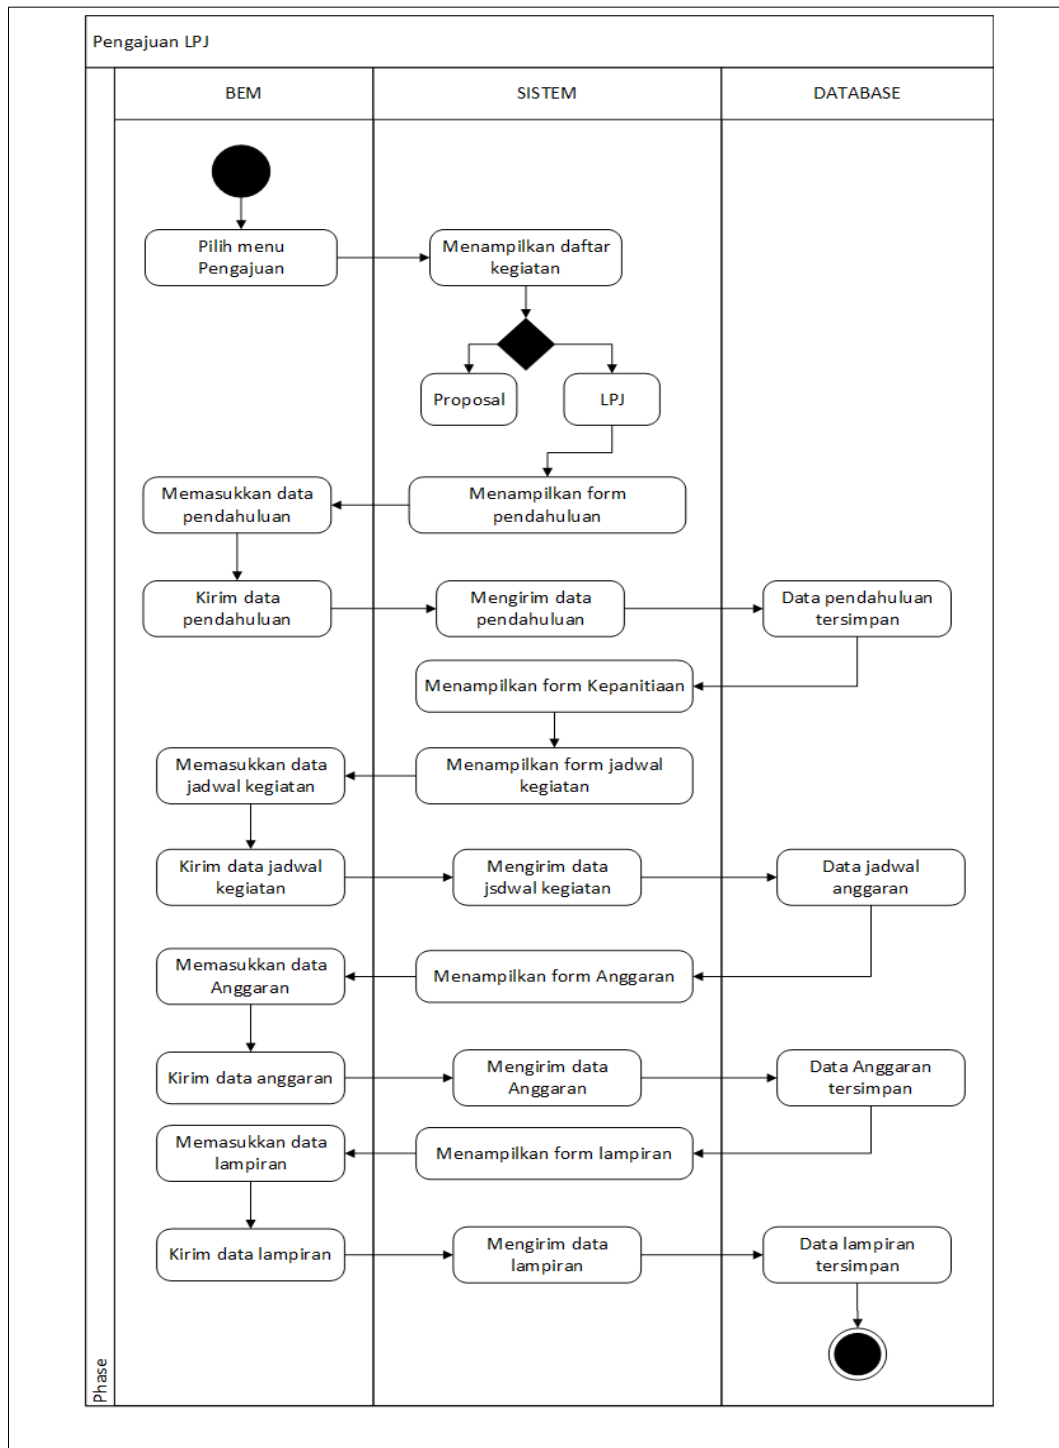 Pengajuan LPJ
BEM
SISTEM
DATABASE
Pilih menu
Pengajuan
Menampilkan daftar
kegiatan
Proposal
LPJ
Memasukkan data
pendahuluan
Menampilkan form
pendahuluan
Kirim data
pendahuluan
Mengirim data
pendahuluan
Data pendahuluan
tersimpan
Menampilkan form Kepanitiaan
Memasukkan data
jadwal kegiatan
Menampilkan form jadwal
kegiatan
Kirim data jadwal
kegiatan
Mengirim data
jsdwal kegiatan
Data jadwal
anggaran
Memasukkan data
Anggaran
Menampilkan form Anggaran
Kirim data anggaran
Mengirim data
Anggaran
Data Anggaran
tersimpan
Memasukkan data
lampiran
Menampilkan form lampiran
Kirim data lampiran
Mengirim data
lampiran
Data lampiran
tersimpan
Phase